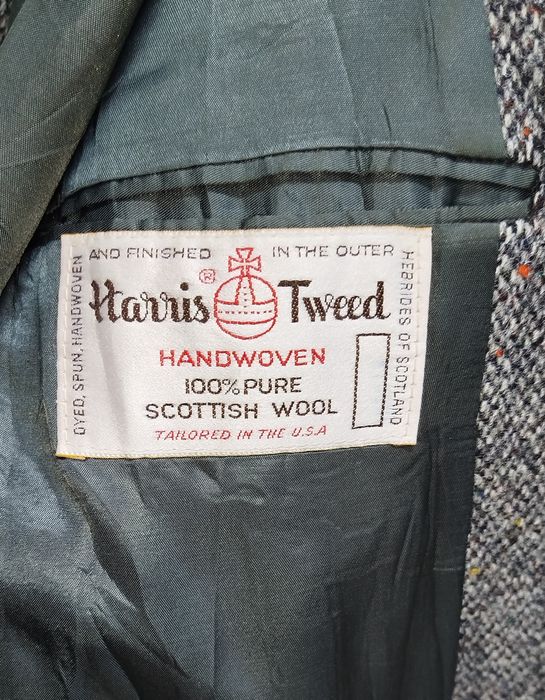 DYED, SPUN, HANDWOVEN
AND FINISHED IN THE OUTER
HEBRIDES OF SCOTLAND
Harris® Tweed
HANDWOVEN
100% PURE
SCOTTISH WOOL
TAILORED IN THE U.S.A